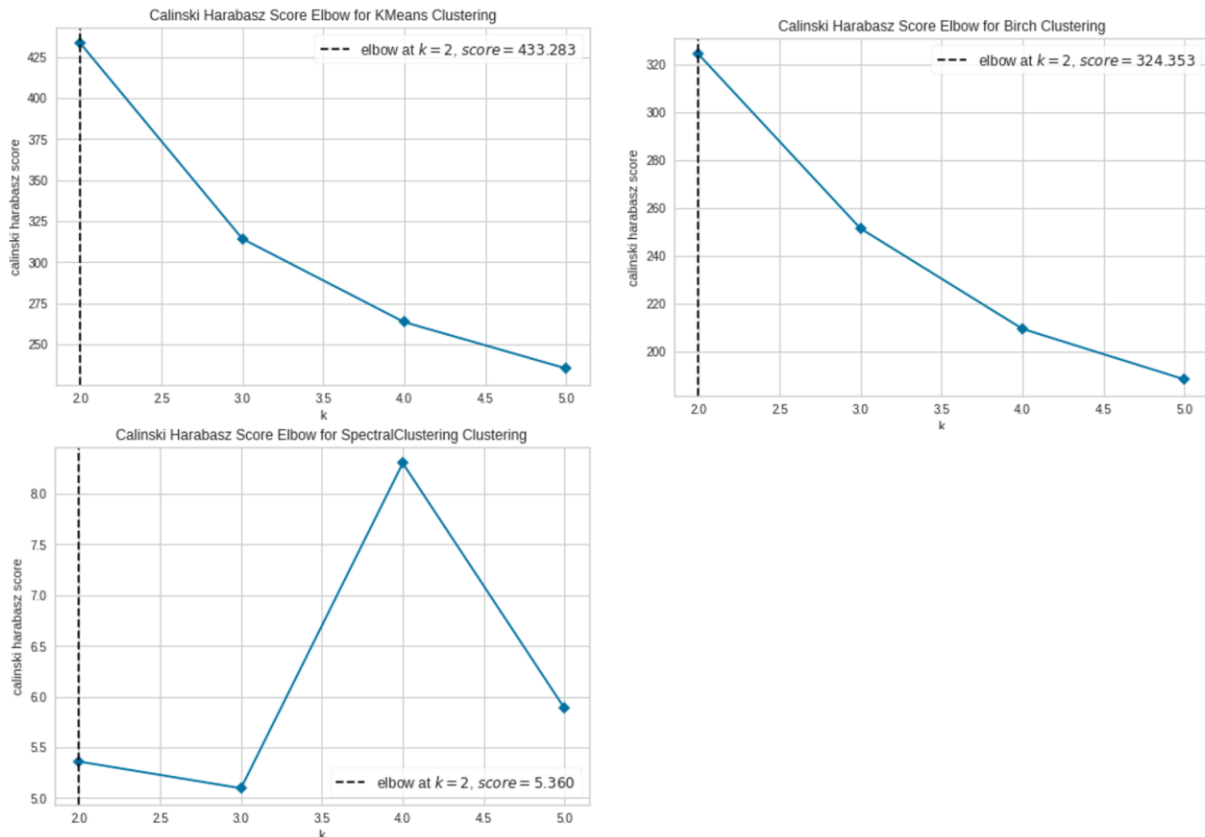 Calinski Harabasz Score Elbow for KMeans Clustering
elbow at k = 2, score = 433.283
calinski harabasz score
425
400
375
350
325
300
275
250
2.0 2.5 3.0 3.5 4.0 4.5 5.0
k
Calinski Harabasz Score Elbow for Birch Clustering
elbow at k = 2, score = 324.353
calinski harabasz score
320
300
280
260
240
220
200
2.0 2.5 3.0 3.5 4.0 4.5 5.0
k
Calinski Harabasz Score Elbow for SpectralClustering Clustering
calinski harabasz score
8.0
7.5
7.0
6.5
6.0
5.5
5.0
elbow at k = 2, score = 5.360
2.0 2.5 3.0 3.5 4.0 4.5 5.0
k